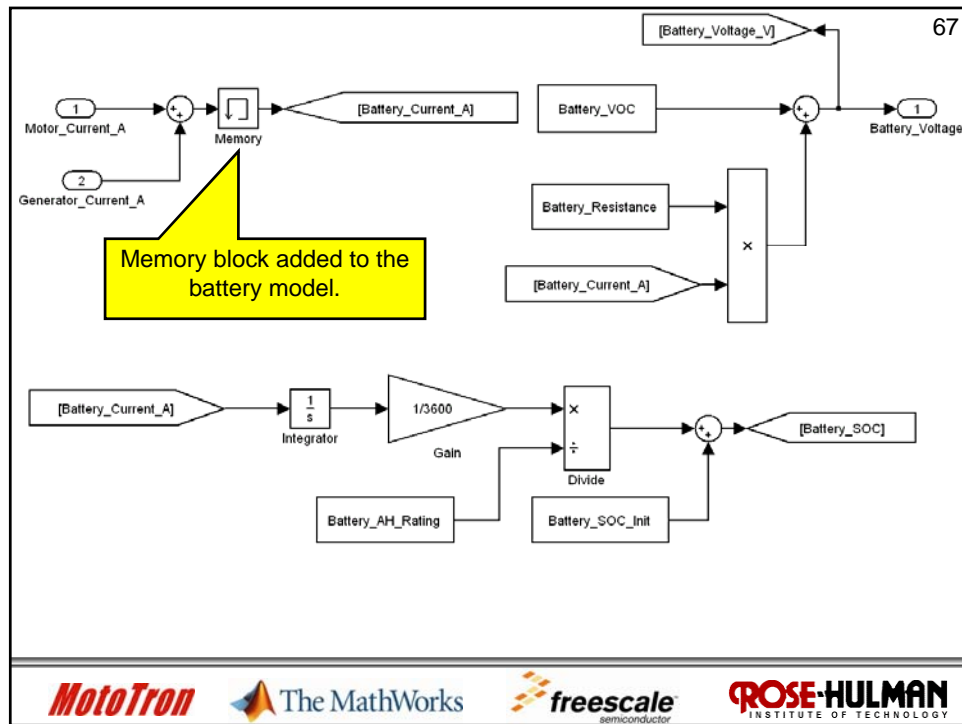 67
[Battery_Voltage_V]
1
Motor_Current_A
+
+
Memory
[Battery_Current_A]
2
Generator_Current_A
Battery_VOC
+
+
1
Battery_Voltage
Battery_Resistance
×
[Battery_Current_A]
Memory block added to the
battery model.
[Battery_Current_A]
1
s
Integrator
1/3600
Gain
×
÷
Divide
+
+
[Battery_SOC]
Battery_AH_Rating
Battery_SOC_Init
MotoTron
The MathWorks
freescale
semiconductor
ROSE-HULMAN
INSTITUTE OF TECHNOLOGY